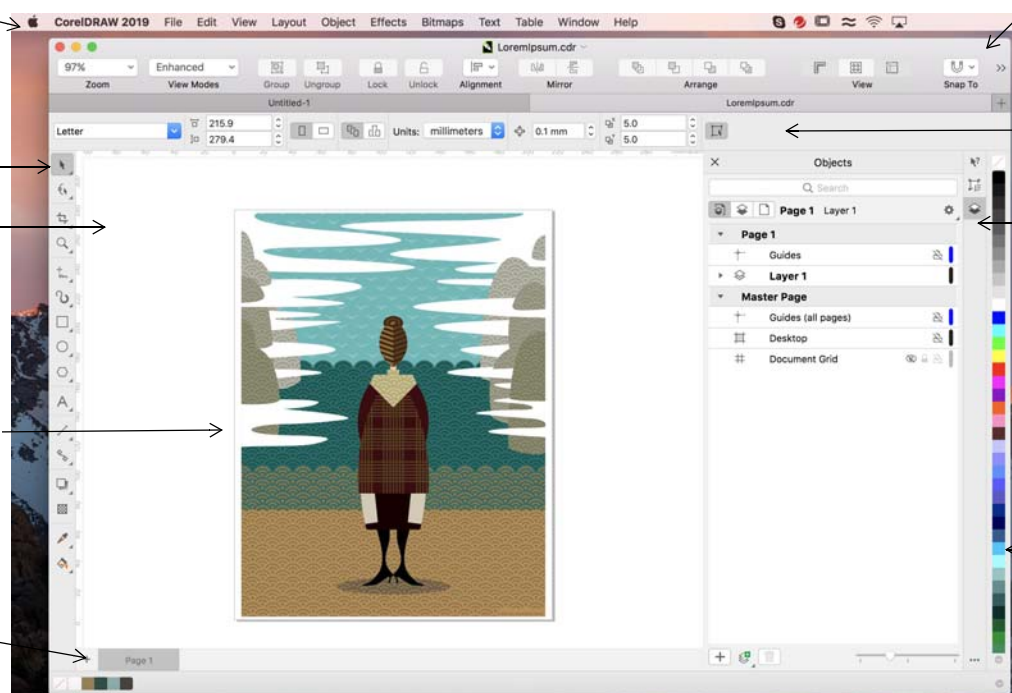 CorelDRAW 2019 File Edit View Layout Object Effects Bitmaps Text Table Window Help
LoremIpsum.cdr
97% Enhanced
Zoom View Modes Group Ungroup Lock Unlock Alignment Mirror Arrange View Snap To
Untitled-1 LoremIpsum.cdr
Letter 215.9 279.4 Units: millimeters 0.1 mm 5.0 5.0
Objects
Search
Page 1 Layer 1
Page 1
Guides
Layer 1
Master Page
Guides (all pages)
Desktop
Document Grid
Page 1